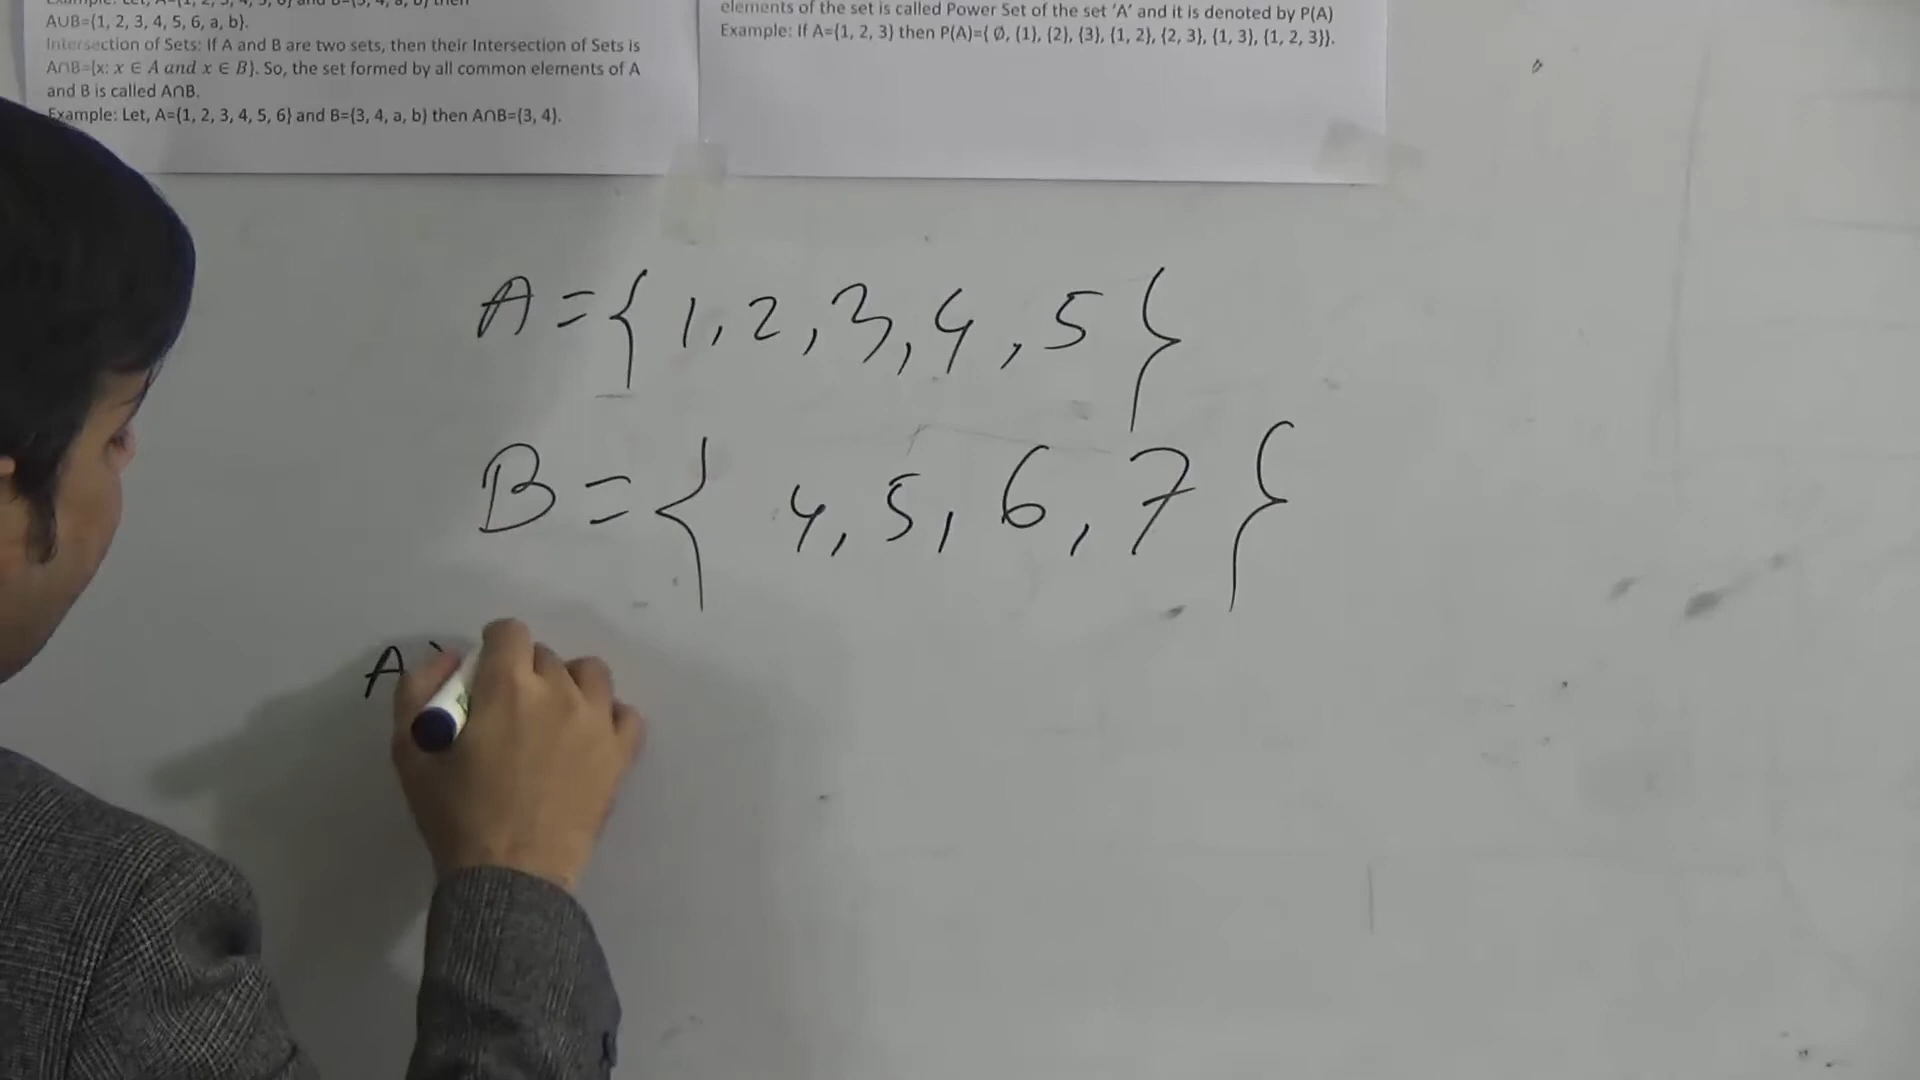 AUB={1, 2, 3, 4, 5, 6, a, b}.
Intersection of Sets: If A and B are two sets, then their Intersection of Sets is
A∩B={x: x ∈ A and x ∈ B}. So, the set formed by all common elements of A
and B is called A∩B.
Example: Let, A={1, 2, 3, 4, 5, 6} and B={3, 4, a, b} then A∩B={3, 4}.
elements of the set is called Power Set of the set ‘A’ and it is denoted by P(A)
Example: If A={1, 2, 3} then P(A)={ Ø, {1}, {2}, {3}, {1, 2}, {2, 3}, {1, 3}, {1, 2, 3}}.
A={1, 2, 3, 4, 5}
B={4, 5, 6, 7}
A